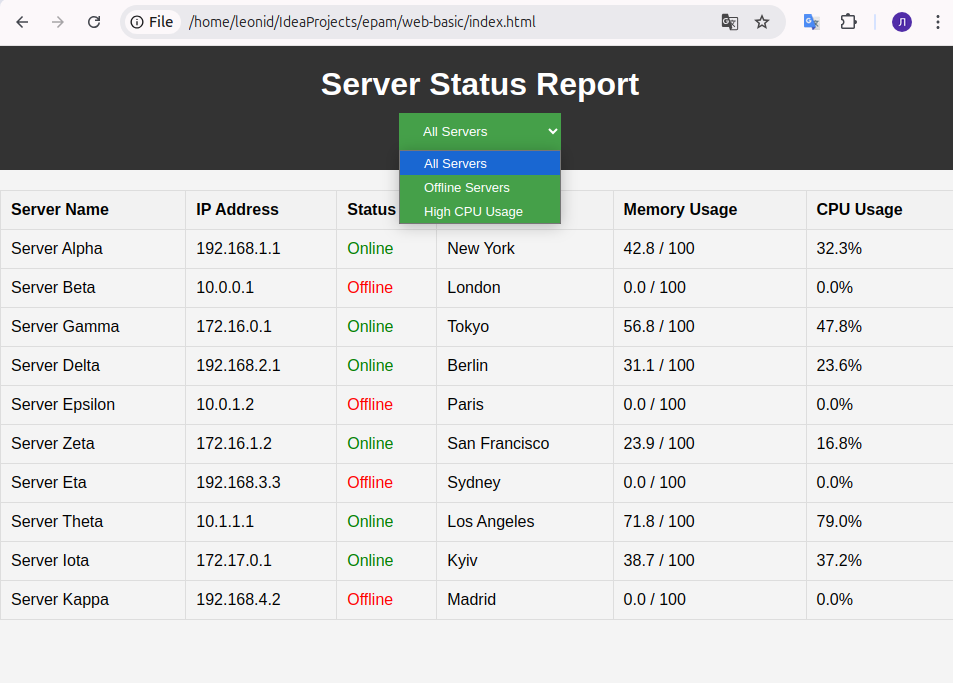 File /home/leonid/IdeaProjects/epam/web-basic/index.html Л
Server Status Report
All Servers
All Servers
Offline Servers
High CPU Usage
Server Name IP Address Status Memory Usage CPU Usage
Server Alpha 192.168.1.1 Online New York 42.8 / 100 32.3%
Server Beta 10.0.0.1 Offline London 0.0 / 100 0.0%
Server Gamma 172.16.0.1 Online Tokyo 56.8 / 100 47.8%
Server Delta 192.168.2.1 Online Berlin 31.1 / 100 23.6%
Server Epsilon 10.0.1.2 Offline Paris 0.0 / 100 0.0%
Server Zeta 172.16.1.2 Online San Francisco 23.9 / 100 16.8%
Server Eta 192.168.3.3 Offline Sydney 0.0 / 100 0.0%
Server Theta 10.1.1.1 Online Los Angeles 71.8 / 100 79.0%
Server Iota 172.17.0.1 Online Kyiv 38.7 / 100 37.2%
Server Kappa 192.168.4.2 Offline Madrid 0.0 / 100 0.0%